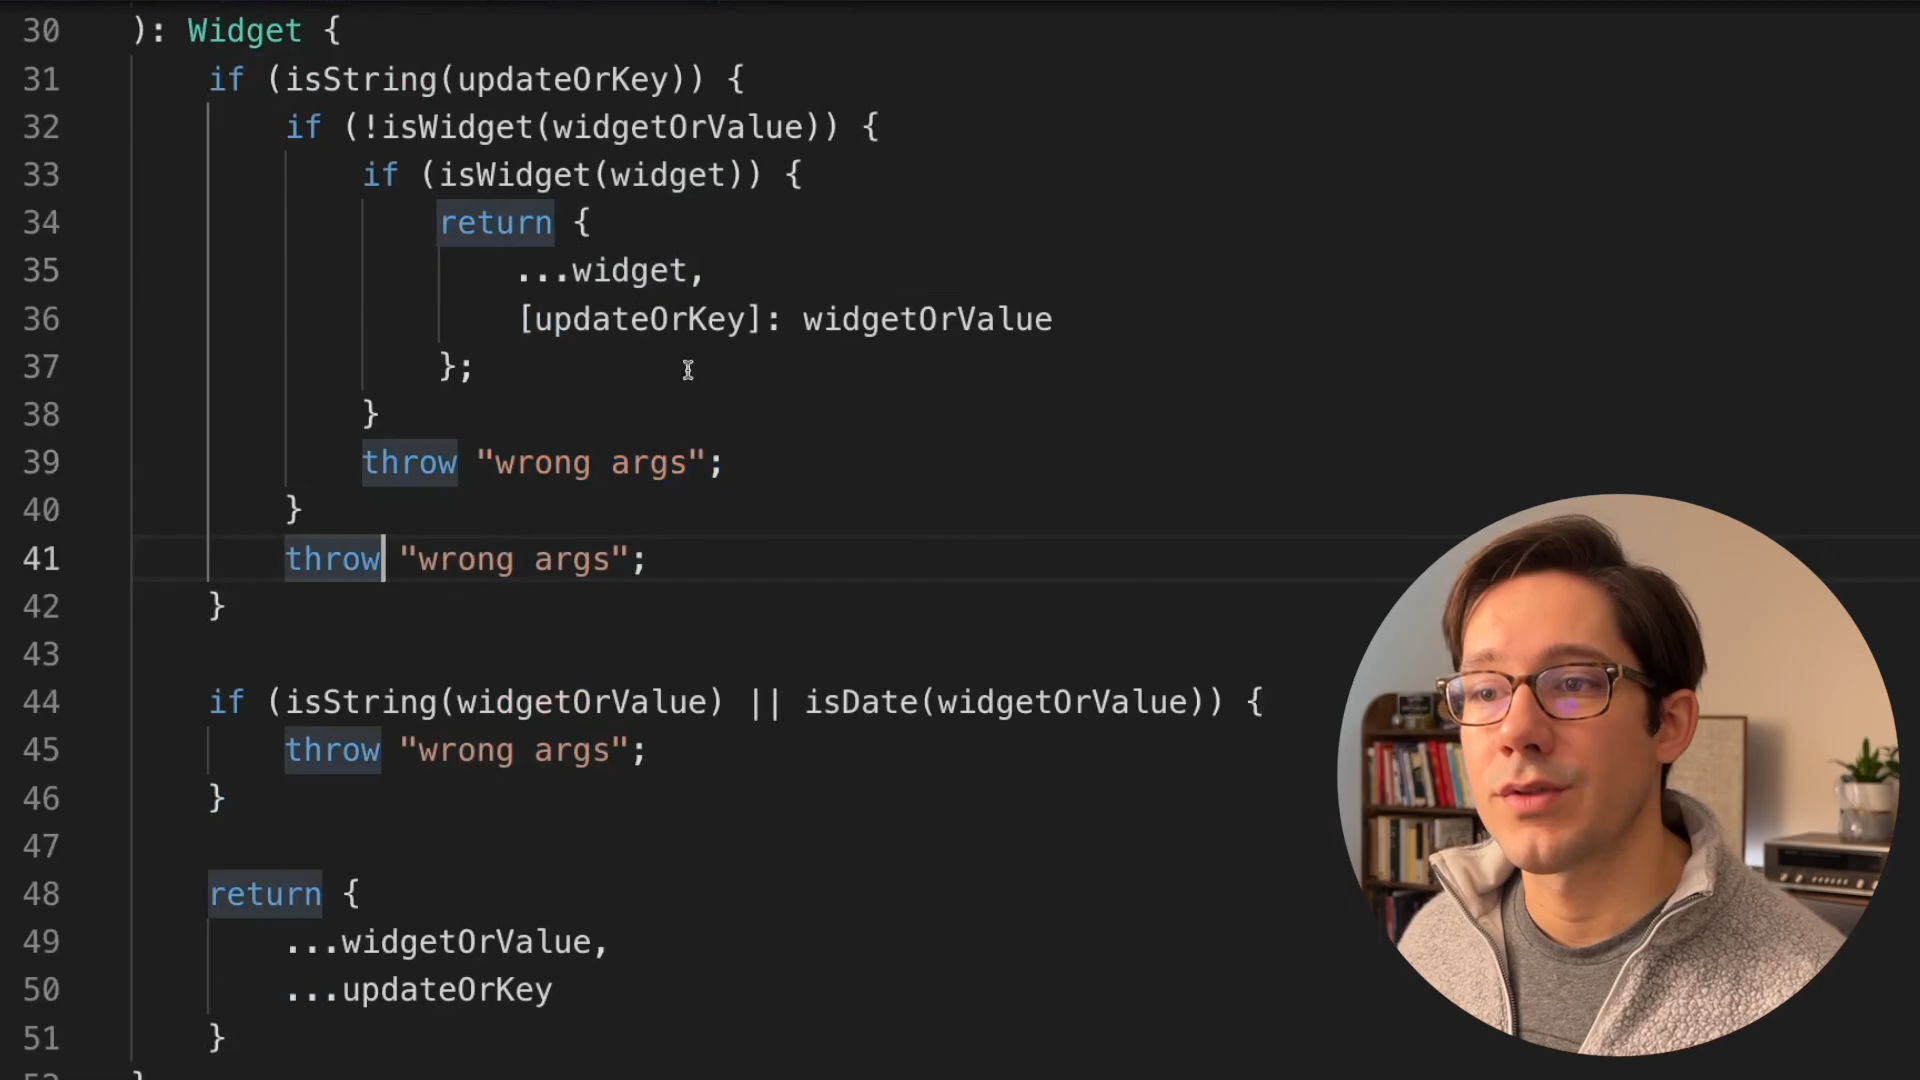 30 ): Widget {
31 if (isString(updateOrKey)) {
32 if (!isWidget(widgetOrValue)) {
33 if (isWidget(widget)) {
34 return {
35 ...widget,
36 [updateOrKey]: widgetOrValue
37 };
38 }
39 throw "wrong args";
40 }
41 throw "wrong args";
42 }
43
44 if (isString(widgetOrValue) || isDate(widgetOrValue)) {
45 throw "wrong args";
46 }
47
48 return {
49 ...widgetOrValue,
50 ...updateOrKey
51 }